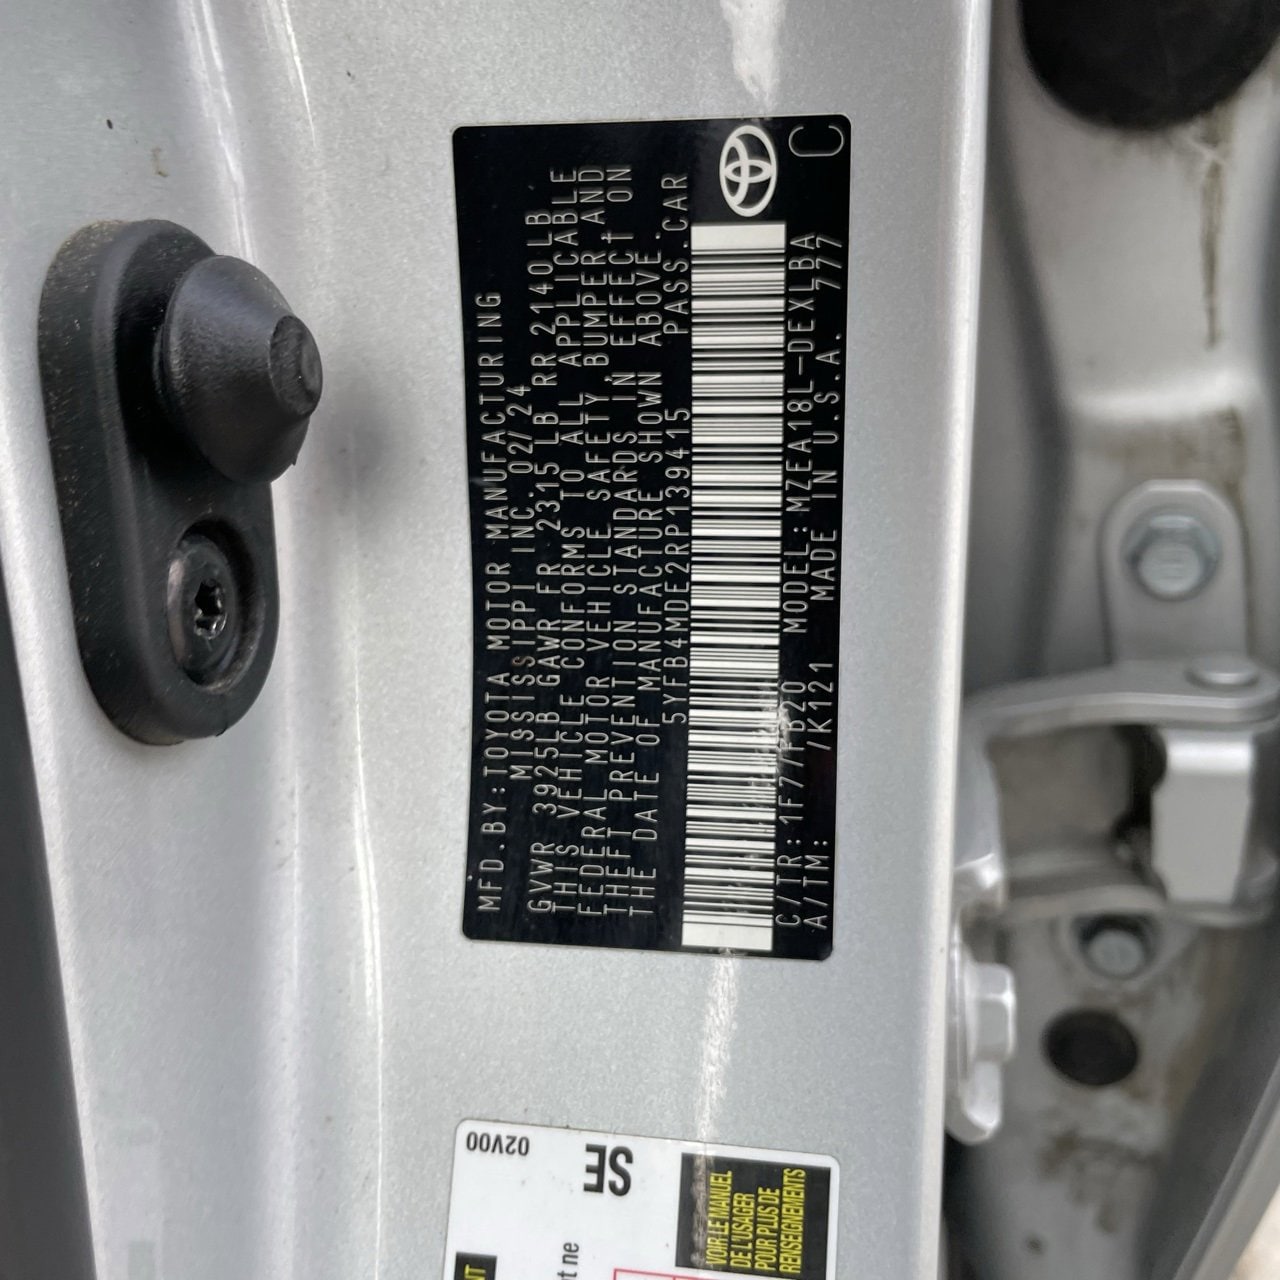 MFD.BY:TOYOTA MOTOR MANUFACTURING
MISSISSIPPI INC. 02/24
GVWR 3925LB GAWR FR 2315 LB RR 2140LB
THIS VEHICLE CONFORMS TO ALL APPLICABLE
FEDERAL MOTOR VEHICLE SAFETY BUMPER, AND
THEFT PREVENTION STANDARDS IN EFFECT ON
THE DATE OF MANUFACTURE SHOWN ABOVE.
5YFB4MDE2RP139415 PASS.CAR
C/TR: 1F7/FB20 MODEL: MZEA18L-DEXLBA
A/TM: /K121 MADE IN U.S.A. 777
C
02V00
SE
VOIR LE MANUEL
DE L'USAGER
POUR PLUS DE
RENSEIGNEMENTS
ne